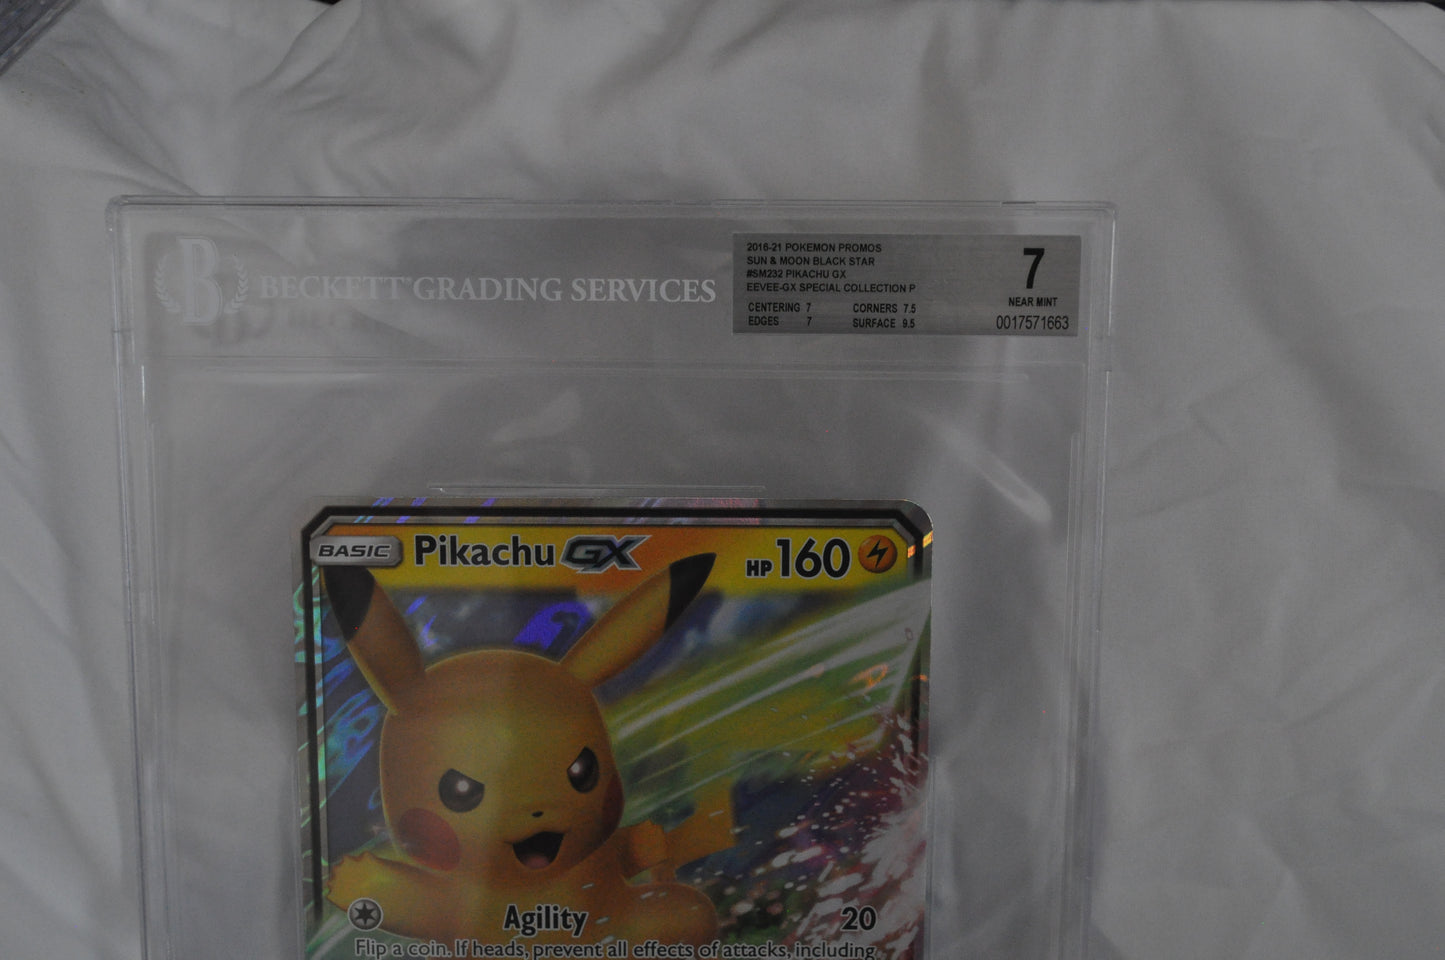 B BECKETT GRADING SERVICES
2016-21 POKEMON PROMOS
SUN & MOON BLACK STAR
#SM232 PIKACHU GX
EEVEE-GX SPECIAL COLLECTION P
CENTERING 7 CORNERS 7.5
EDGES 7 SURFACE 9.5
7
NEAR MINT
0017571663
BASIC Pikachu GX HP 160
Agility 20
Flip a coin. If heads, prevent all effects of attacks, including